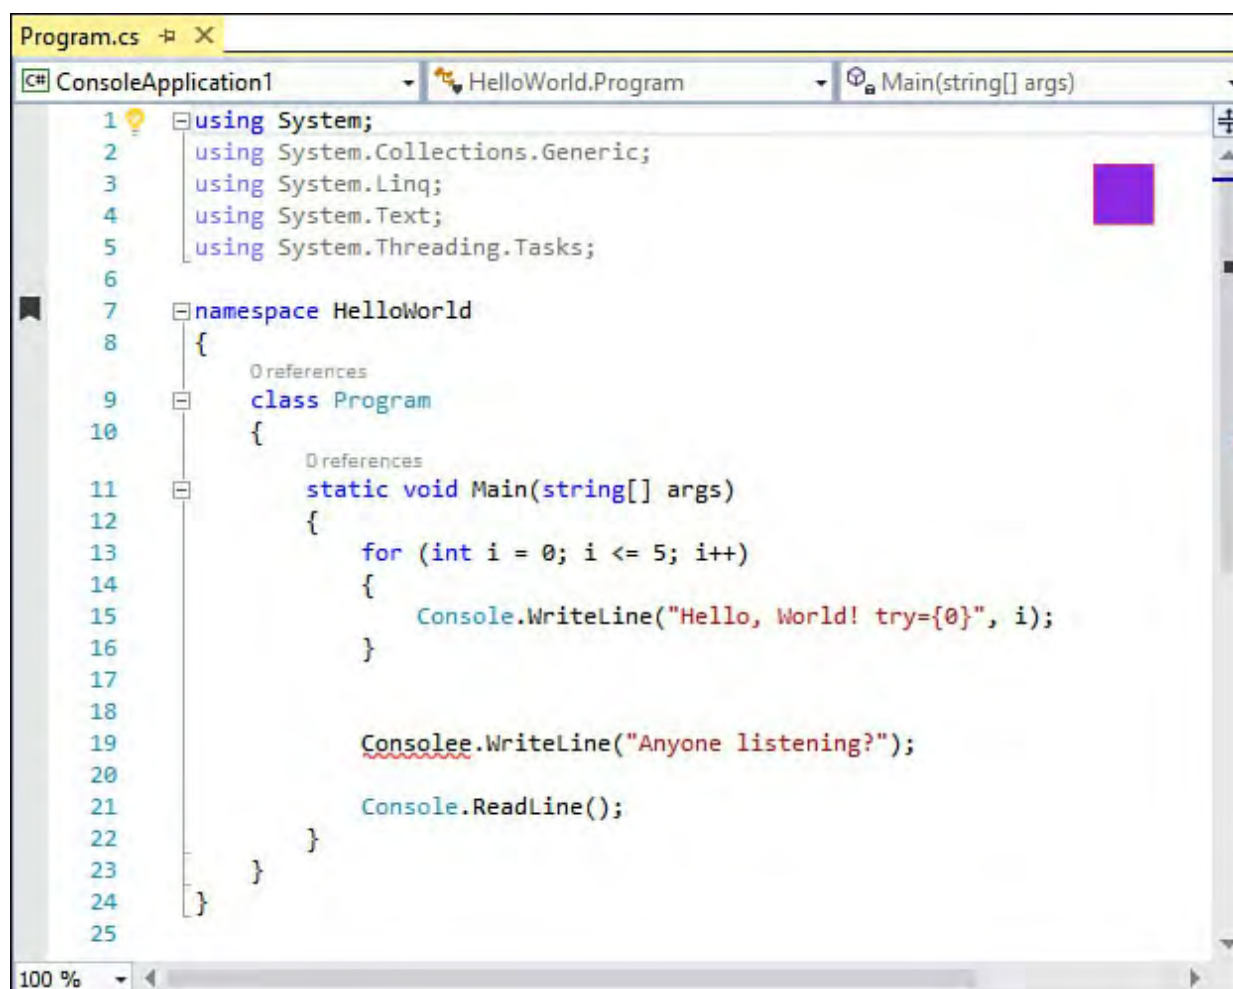 Program.cs
C# ConsoleApplication1 HelloWorld.Program Main(string[] args)
1 using System;
2 using System.Collections.Generic;
3 using System.Linq;
4 using System.Text;
5 using System.Threading.Tasks;
6
7 namespace HelloWorld
8 {
0 references
9 class Program
10 {
0 references
11 static void Main(string[] args)
12 {
13 for (int i = 0; i <= 5; i++)
14 {
15 Console.WriteLine("Hello, World! try={0}", i);
16 }
17
18
19 Consolee.WriteLine("Anyone listening?");
20
21 Console.ReadLine();
22 }
23 }
24 }
25
100 %